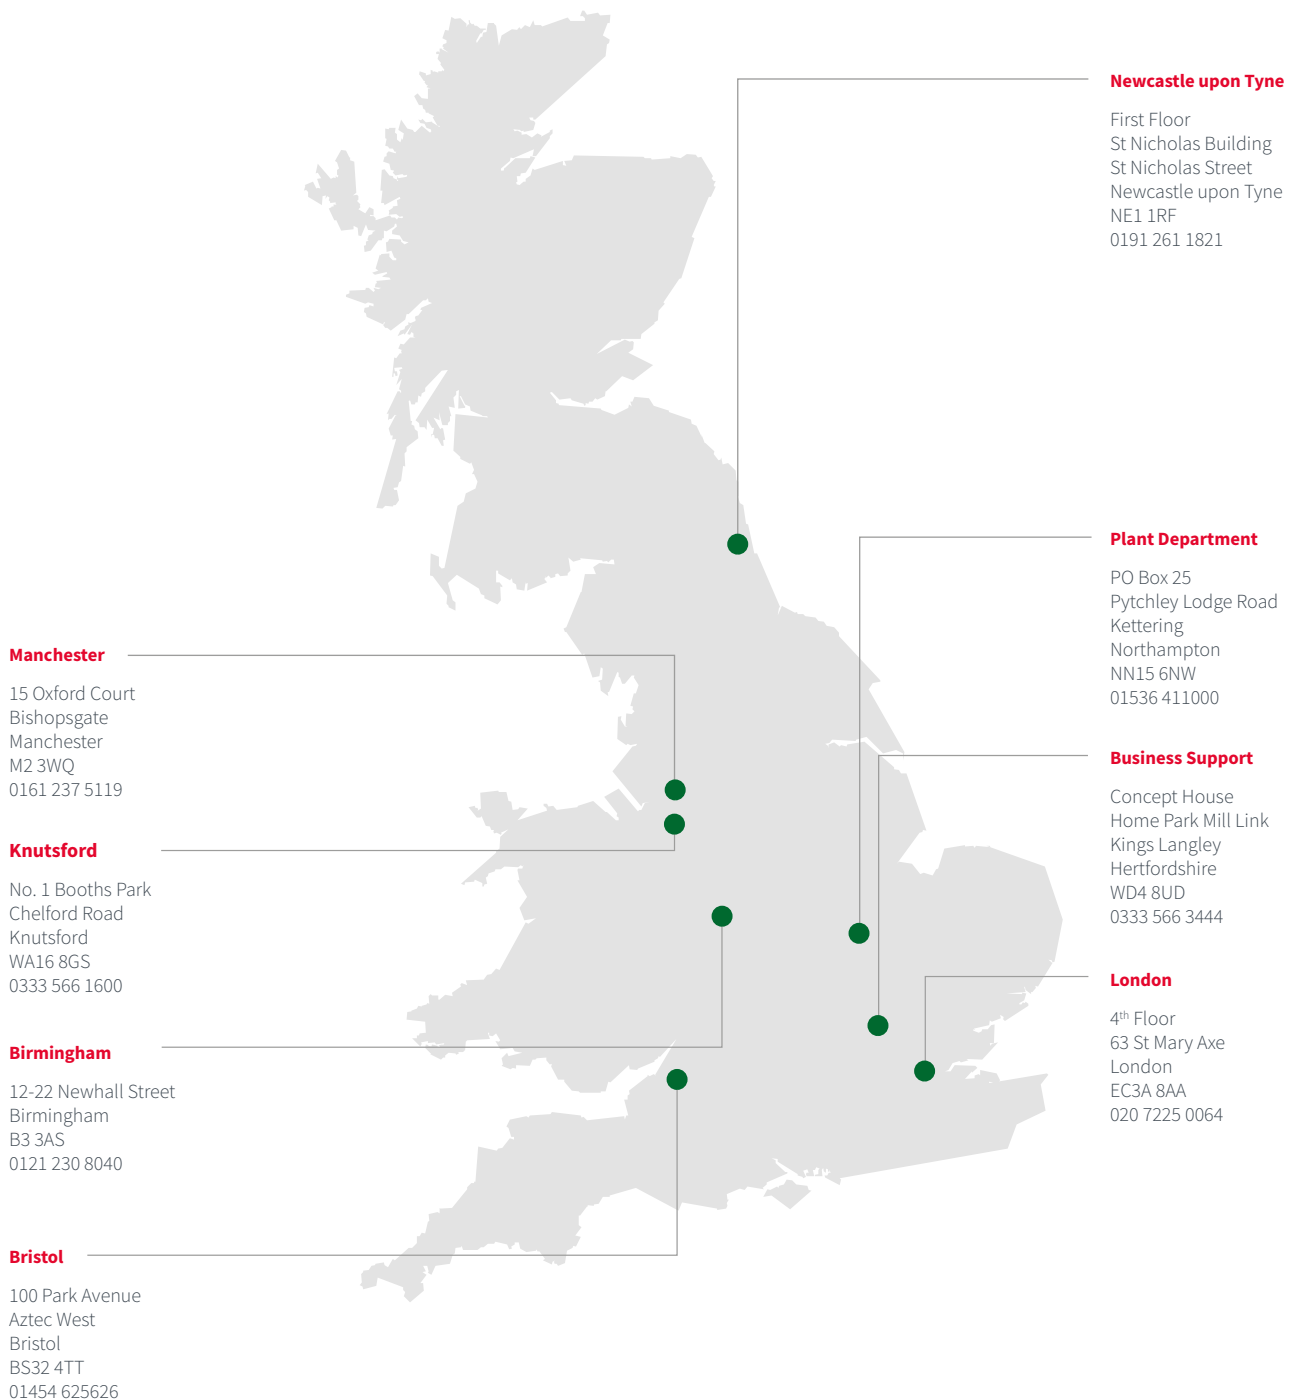 Newcastle upon Tyne
First Floor
St Nicholas Building
St Nicholas Street
Newcastle upon Tyne
NE1 1RF
0191 261 1821
Plant Department
PO Box 25
Pytchley Lodge Road
Kettering
Northampton
NN15 6NW
01536 411000
Business Support
Concept House
Home Park Mill Link
Kings Langley
Hertfordshire
WD4 8UD
0333 566 3444
London
4th Floor
63 St Mary Axe
London
EC3A 8AA
020 7225 0064
Manchester
15 Oxford Court
Bishopsgate
Manchester
M2 3WQ
0161 237 5119
Knutsford
No. 1 Booths Park
Chelford Road
Knutsford
WA16 8GS
0333 566 1600
Birmingham
12-22 Newhall Street
Birmingham
B3 3AS
0121 230 8040
Bristol
100 Park Avenue
Aztec West
Bristol
BS32 4TT
01454 625626